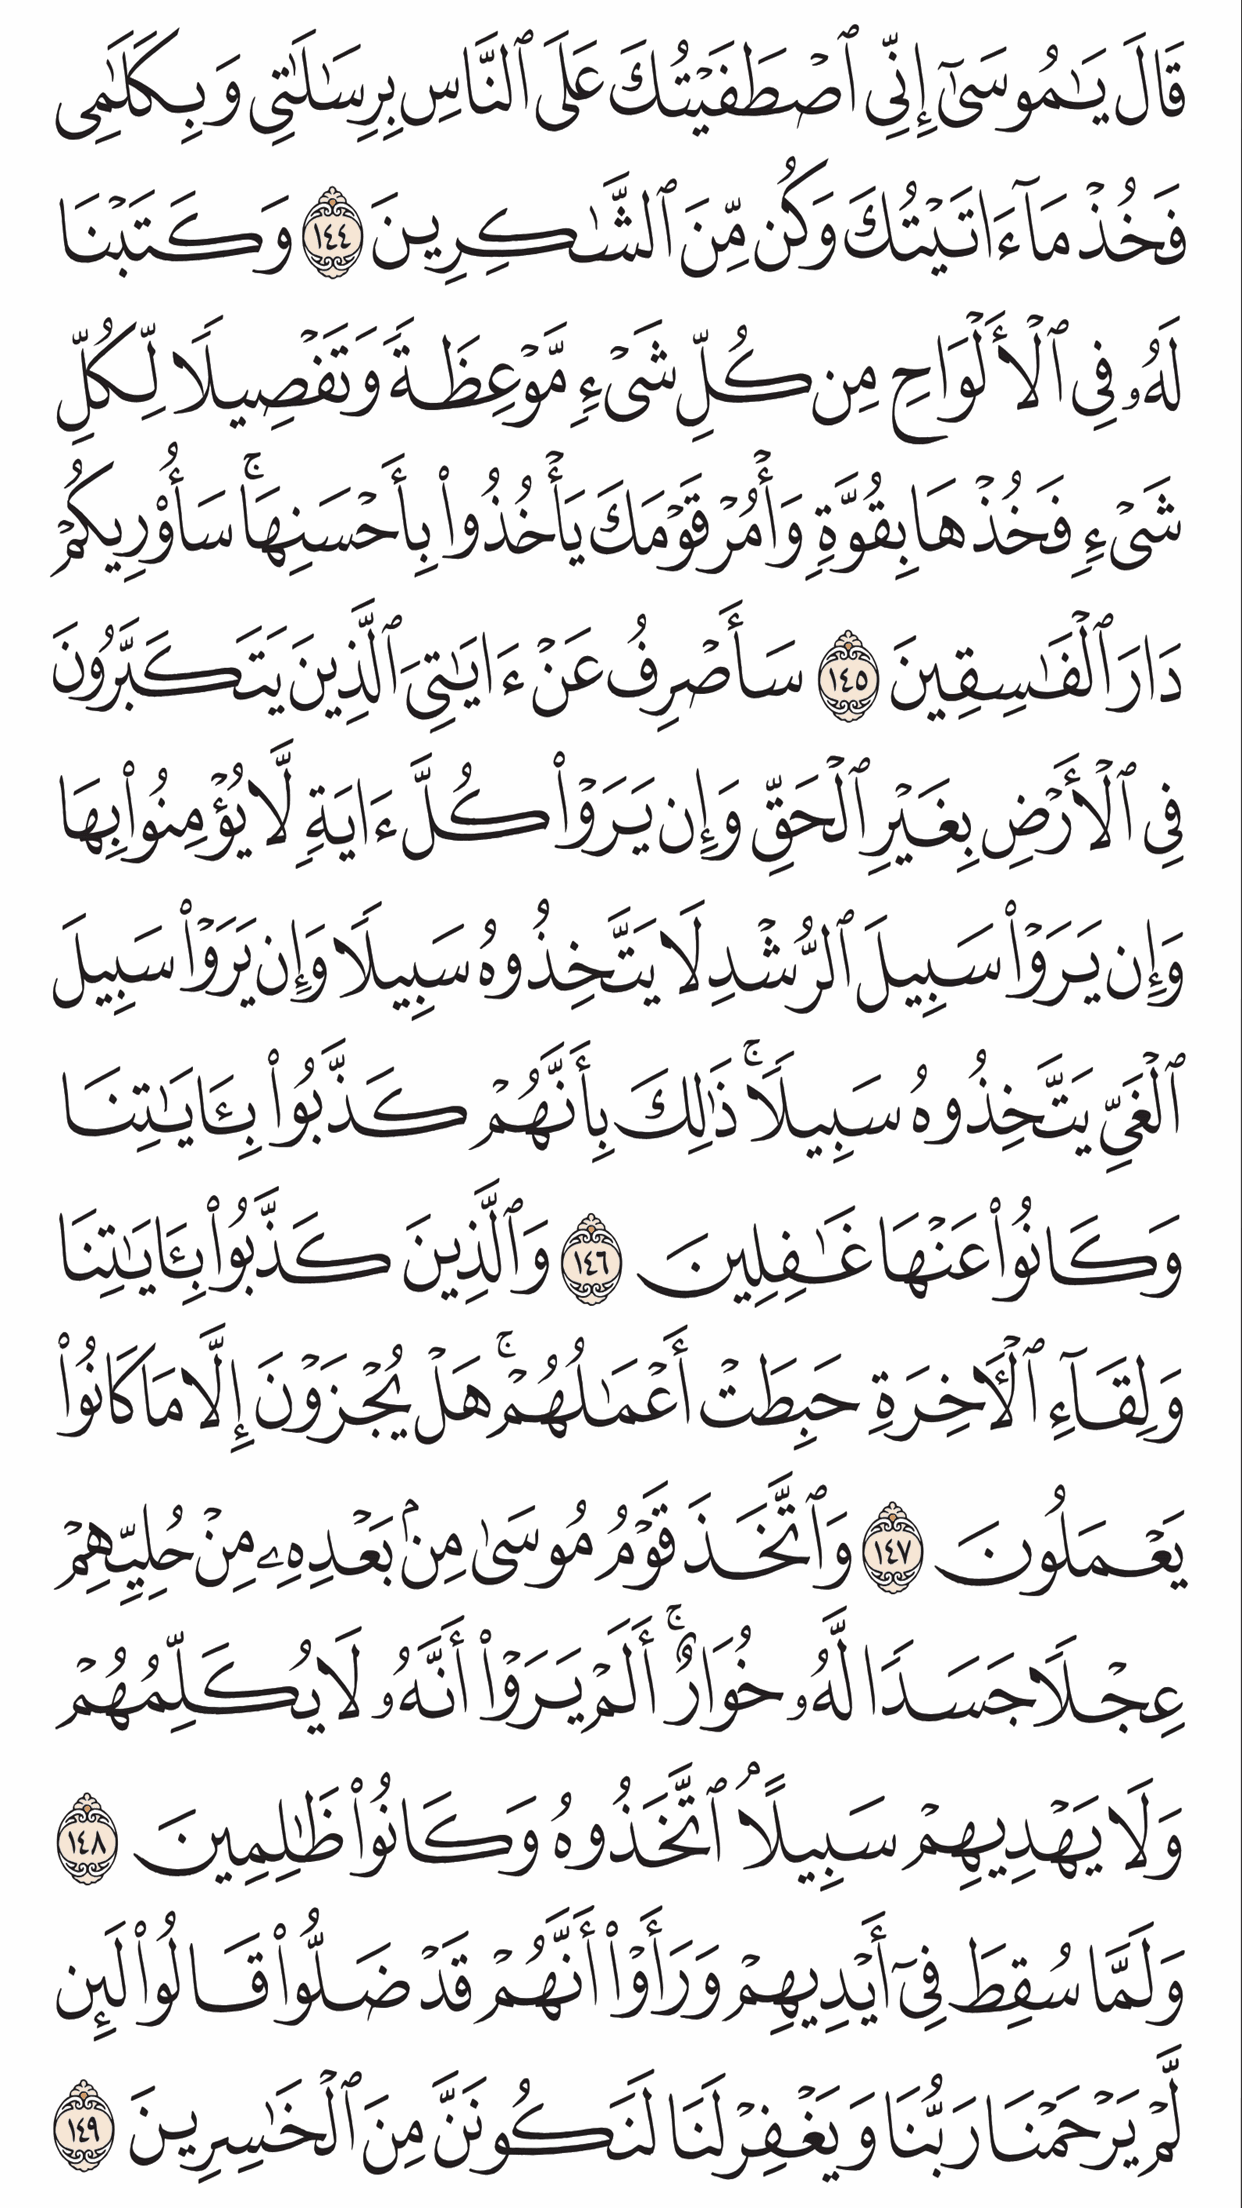 قَالَ يَٰمُوسَىٰٓ إِنِّي ٱصۡطَفَيۡتُكَ عَلَى ٱلنَّاسِ بِرِسَٰلَٰتِي وَبِكَلَٰمِي
فَخُذۡ مَآ ءَاتَيۡتُكَ وَكُن مِّنَ ٱلشَّٰكِرِينَ ١٤٤ وَكَتَبۡنَا
لَهُۥ فِي ٱلۡأَلۡوَاحِ مِن كُلِّ شَيۡءٖ مَّوۡعِظَةٗ وَتَفۡصِيلٗا لِّكُلِّ
شَيۡءٖ فَخُذۡهَا بِقُوَّةٖ وَأۡمُرۡ قَوۡمَكَ يَأۡخُذُواْ بِأَحۡسَنِهَاۚ سَأُوْرِيكُمۡ
دَارَ ٱلۡفَٰسِقِينَ ١٤٥ سَأَصۡرِفُ عَنۡ ءَايَٰتِيَ ٱلَّذِينَ يَتَكَبَّرُونَ
فِي ٱلۡأَرۡضِ بِغَيۡرِ ٱلۡحَقِّ وَإِن يَرَوۡاْ كُلَّ ءَايَةٖ لَّا يُؤۡمِنُواْ بِهَا
وَإِن يَرَوۡاْ سَبِيلَ ٱلرُّشۡدِ لَا يَتَّخِذُوهُ سَبِيلٗا وَإِن يَرَوۡاْ سَبِيلَ
ٱلۡغَيِّ يَتَّخِذُوهُ سَبِيلٗاۚ ذَٰلِكَ بِأَنَّهُمۡ كَذَّبُواْ بِـَٔايَٰتِنَا
وَكَانُواْ عَنۡهَا غَٰفِلِينَ ١٤٦ وَٱلَّذِينَ كَذَّبُواْ بِـَٔايَٰتِنَا
وَلِقَآءِ ٱلۡأٓخِرَةِ حَبِطَتۡ أَعۡمَٰلُهُمۡۚ هَلۡ يُجۡزَوۡنَ إِلَّا مَا كَانُواْ
يَعۡمَلُونَ ١٤٧ وَٱتَّخَذَ قَوۡمُ مُوسَىٰ مِنۢ بَعۡدِهِۦ مِنۡ حُلِيِّهِمۡ
عِجۡلٗا جَسَدٗا لَّهُۥ خُوَارٌۚ أَلَمۡ يَرَوۡاْ أَنَّهُۥ لَا يُكَلِّمُهُمۡ
وَلَا يَهۡدِيهِمۡ سَبِيلًاۘ ٱتَّخَذُوهُ وَكَانُواْ ظَٰلِمِينَ ١٤٨
وَلَمَّا سُقِطَ فِيٓ أَيۡدِيهِمۡ وَرَأَوۡاْ أَنَّهُمۡ قَدۡ ضَلُّواْ قَالُواْ لَئِن
لَّمۡ يَرۡحَمۡنَا رَبُّنَا وَيَغۡفِرۡ لَنَا لَنَكُونَنَّ مِنَ ٱلۡخَٰسِرِينَ ١٤٩